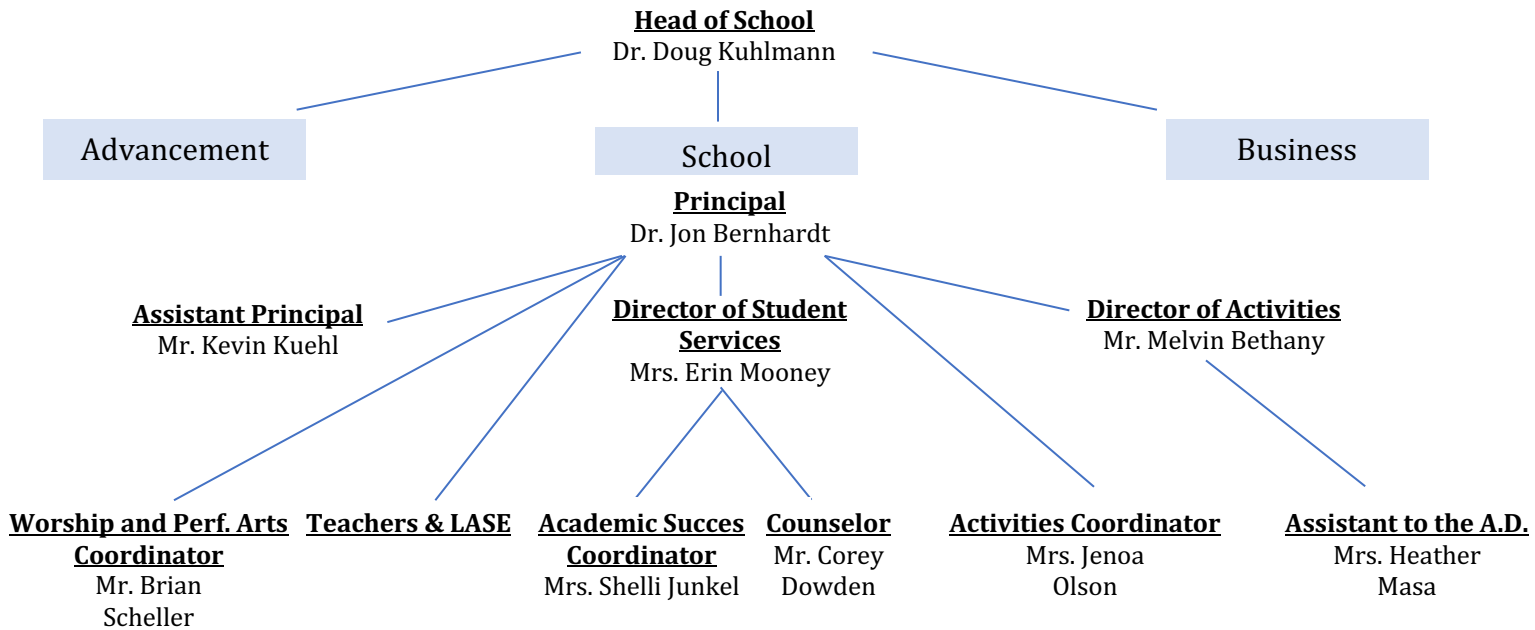 Head of School
Dr. Doug Kuhlmann
Advancement
School
Business
Principal
Dr. Jon Bernhardt
Assistant Principal
Mr. Kevin Kuehl
Director of Student
Services
Mrs. Erin Mooney
Director of Activities
Mr. Melvin Bethany
Worship and Perf. Arts
Coordinator
Mr. Brian
Scheller
Teachers & LASE
Academic Succes
Coordinator
Mrs. Shelli Junkel
Counselor
Mr. Corey
Dowden
Activities Coordinator
Mrs. Jenoa
Olson
Assistant to the A.D.
Mrs. Heather
Masa